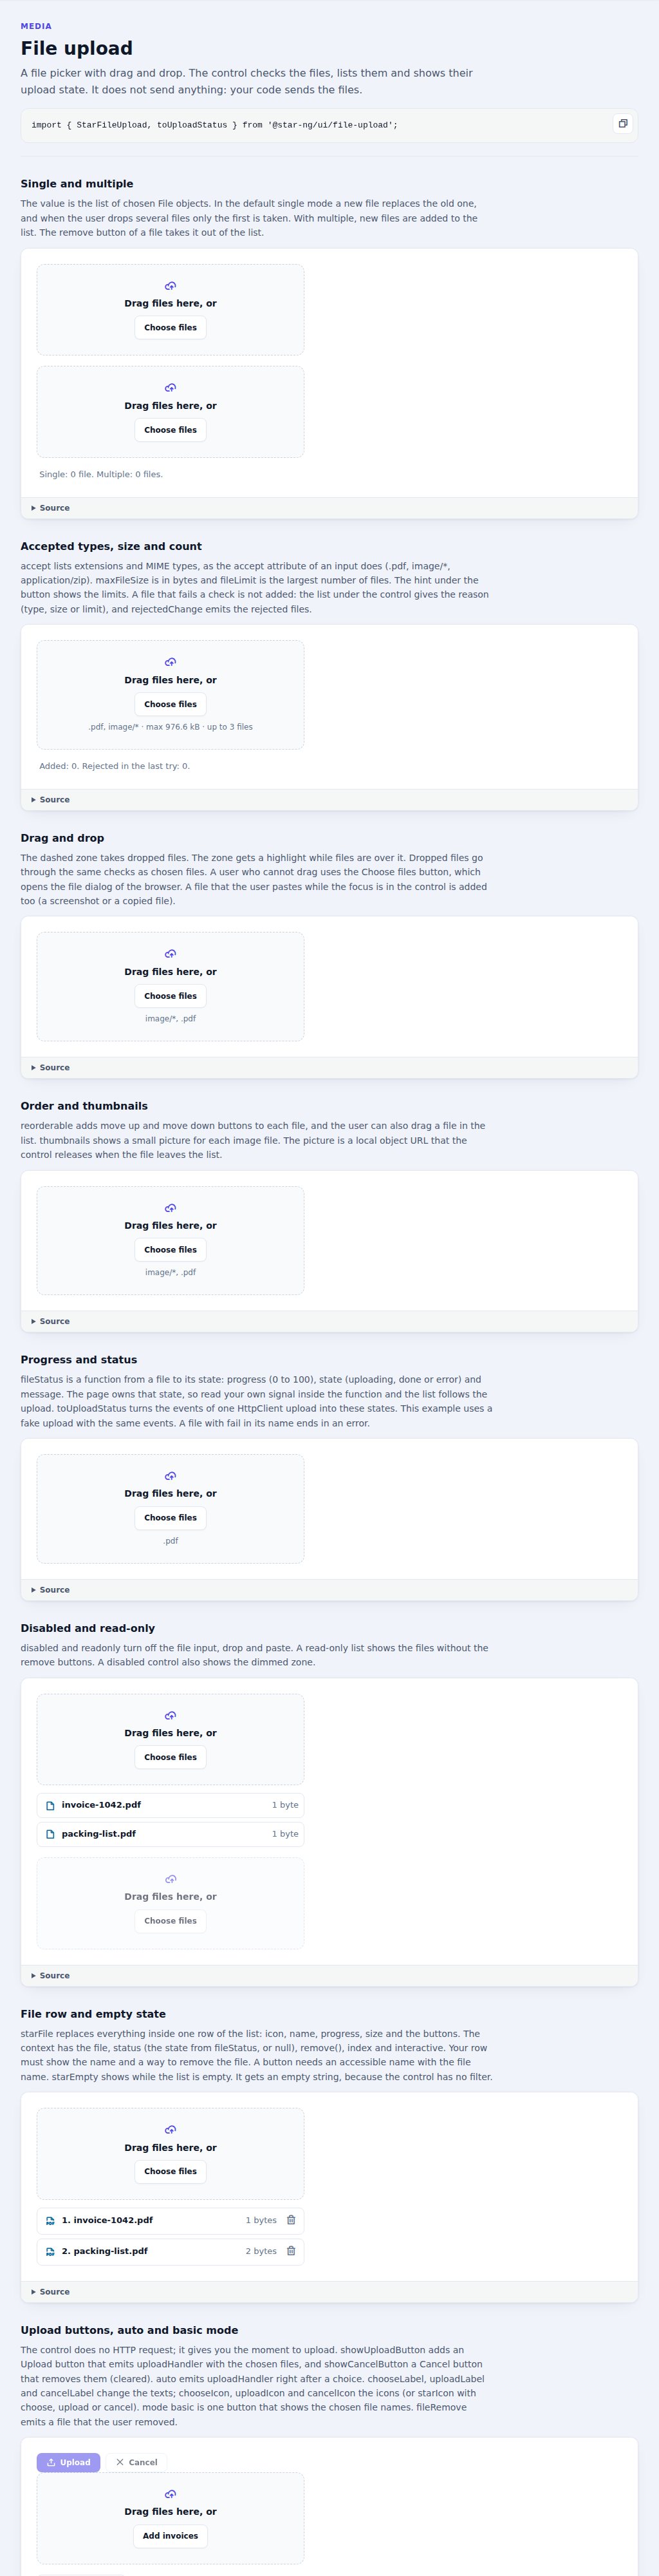 MEDIA
File upload
A file picker with drag and drop. The control checks the files, lists them and shows their
upload state. It does not send anything: your code sends the files.
import { StarFileUpload, toUploadStatus } from '@star-ng/ui/file-upload';
Single and multiple
The value is the list of chosen File objects. In the default single mode a new file replaces the old one,
and when the user drops several files only the first is taken. With multiple, new files are added to the
list. The remove button of a file takes it out of the list.
Drag files here, or
Choose files
Drag files here, or
Choose files
Single: 0 file. Multiple: 0 files.
Source
Accepted types, size and count
accept lists extensions and MIME types, as the accept attribute of an input does (.pdf, image/*,
application/zip). maxFileSize is in bytes and fileLimit is the largest number of files. The hint under the
button shows the limits. A file that fails a check is not added: the list under the control gives the reason
(type, size or limit), and rejectedChange emits the rejected files.
Drag files here, or
Choose files
.pdf, image/* · max 976.6 kB · up to 3 files
Added: 0. Rejected in the last try: 0.
Source
Drag and drop
The dashed zone takes dropped files. The zone gets a highlight while files are over it. Dropped files go
through the same checks as chosen files. A user who cannot drag uses the Choose files button, which
opens the file dialog of the browser. A file that the user pastes while the focus is in the control is added
too (a screenshot or a copied file).
Drag files here, or
Choose files
image/*, .pdf
Source
Order and thumbnails
reorderable adds move up and move down buttons to each file, and the user can also drag a file in the
list. thumbnails shows a small picture for each image file. The picture is a local object URL that the
control releases when the file leaves the list.
Drag files here, or
Choose files
image/*, .pdf
Source
Progress and status
fileStatus is a function from a file to its state: progress (0 to 100), state (uploading, done or error) and
message. The page owns that state, so read your own signal inside the function and the list follows the
upload. toUploadStatus turns the events of one HttpClient upload into these states. This example uses a
fake upload with the same events. A file with fail in its name ends in an error.
Drag files here, or
Choose files
.pdf
Source
Disabled and read-only
disabled and readonly turn off the file input, drop and paste. A read-only list shows the files without the
remove buttons. A disabled control also shows the dimmed zone.
Drag files here, or
Choose files
invoice-1042.pdf 1 byte
packing-list.pdf 1 byte
Drag files here, or
Choose files
Source
File row and empty state
starFile replaces everything inside one row of the list: icon, name, progress, size and the buttons. The
context has the file, status (the state from fileStatus, or null), remove(), index and interactive. Your row
must show the name and a way to remove the file. A button needs an accessible name with the file
name. starEmpty shows while the list is empty. It gets an empty string, because the control has no filter.
Drag files here, or
Choose files
1. invoice-1042.pdf 1 bytes
2. packing-list.pdf 2 bytes
Source
Upload buttons, auto and basic mode
The control does no HTTP request; it gives you the moment to upload. showUploadButton adds an
Upload button that emits uploadHandler with the chosen files, and showCancelButton a Cancel button
that removes them (cleared). auto emits uploadHandler right after a choice. chooseLabel, uploadLabel
and cancelLabel change the texts; chooseIcon, uploadIcon and cancelIcon the icons (or starIcon with
choose, upload or cancel). mode basic is one button that shows the chosen file names. fileRemove
emits a file that the user removed.
Upload Cancel
Drag files here, or
Add invoices